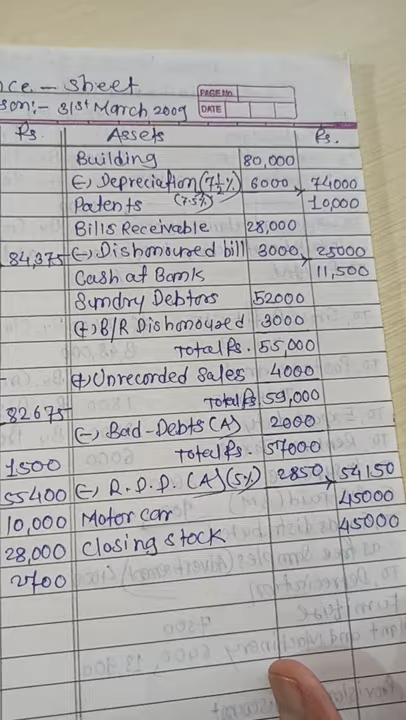 nce - sheet
son:- 31st March 2009
PAGE No.
DATE
Rs. Assets Rs.
Building 80,000
(-) Depreciation (7½%) 6000 74000
(7.5%)
Patents 10,000
Bills Receivable 28,000
84,375 (-) Dishonoured bill 3000 25000
Cash at Bank 11,500
Sundry Debtors 52000
(+) B/R Dishonoured 3000
Total Rs. 55,000
(+) Unrecorded Sales 4000
82675 Total Rs 59,000
(-) Bad-Debts (A) 2000
Total Rs. 57000
1500
55400 (-) R.D.D. (A) (5%) 2850 54150
10,000 Motor car 45000
28,000 Closing stock 45000
2700